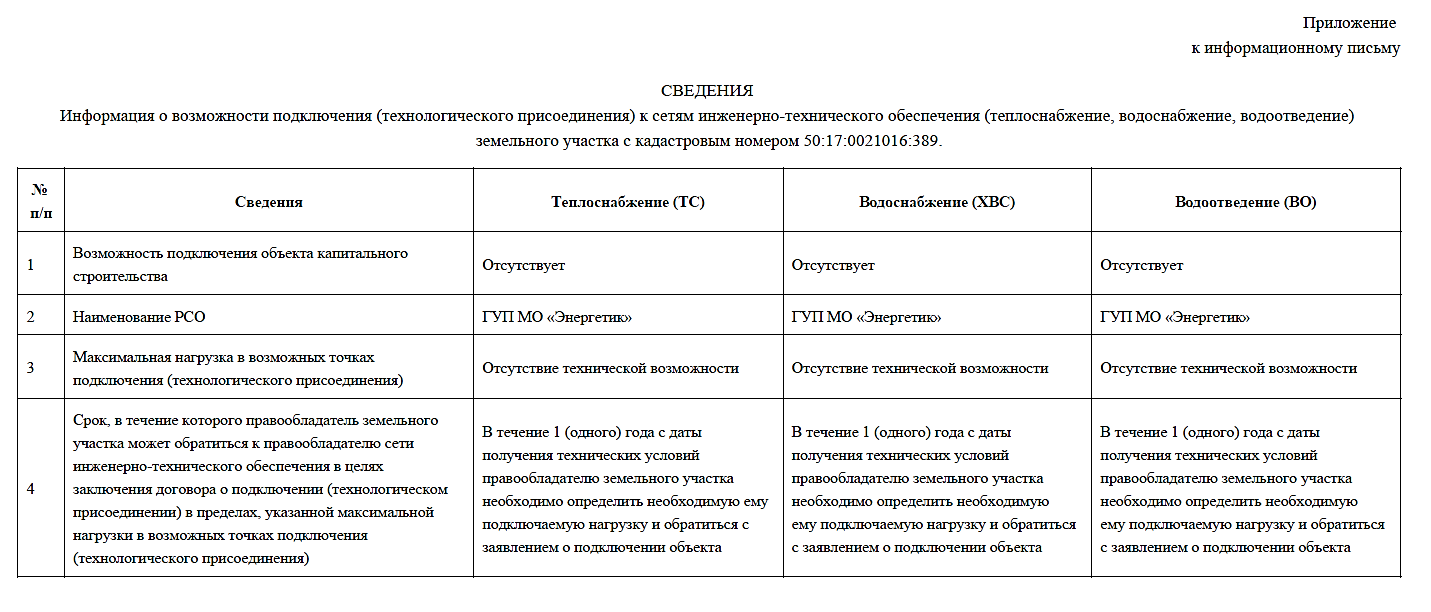 Приложение
к информационному письму
СВЕДЕНИЯ
Информация о возможности подключения (технологического присоединения) к сетям инженерно-технического обеспечения (теплоснабжение, водоснабжение, водоотведение)
земельного участка с кадастровым номером 50:17:0021016:389.
№
п/п
Сведения
Теплоснабжение (ТС)
Водоснабжение (ХВС)
Водоотведение (ВО)
1
Возможность подключения объекта капитального
строительства
Отсутствует
Отсутствует
Отсутствует
2
Наименование РСО
ГУП МО «Энергетик»
ГУП МО «Энергетик»
ГУП МО «Энергетик»
3
Максимальная нагрузка в возможных точках
подключения (технологического присоединения)
Отсутствие технической возможности
Отсутствие технической возможности
Отсутствие технической возможности
4
Срок, в течение которого правообладатель земельного
участка может обратиться к правообладателю сети
инженерно-технического обеспечения в целях
заключения договора о подключении (технологическом
присоединении) в пределах, указанной максимальной
нагрузки в возможных точках подключения
(технологического присоединения)
В течение 1 (одного) года с даты
получения технических условий
правообладателю земельного участка
необходимо определить необходимую ему
подключаемую нагрузку и обратиться с
заявлением о подключении объекта
В течение 1 (одного) года с даты
получения технических условий
правообладателю земельного участка
необходимо определить необходимую
ему подключаемую нагрузку и обратиться
с заявлением о подключении объекта
В течение 1 (одного) года с даты
получения технических условий
правообладателю земельного участка
необходимо определить необходимую
ему подключаемую нагрузку и обратиться
с заявлением о подключении объекта